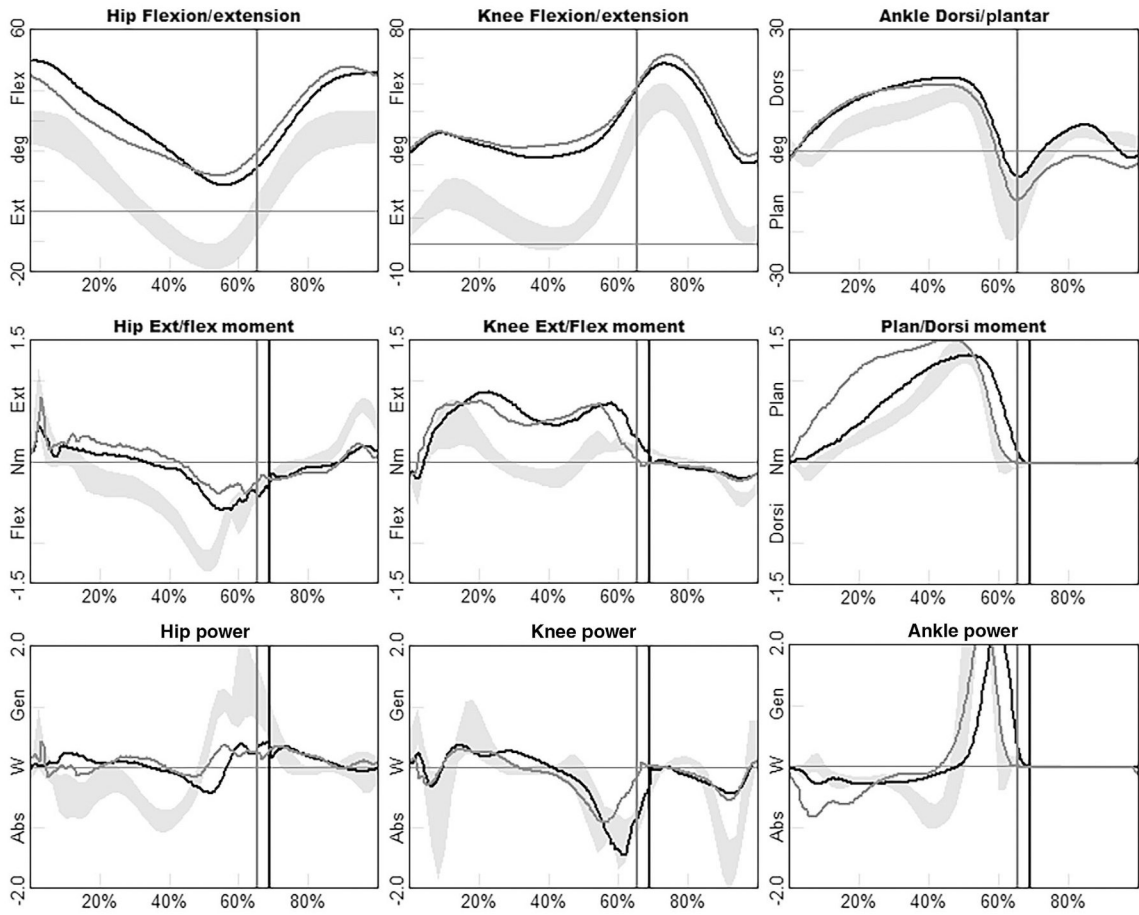 Hip Flexion/extension
60
Flex
deg
Ext
-20
20% 40% 60% 80%
Knee Flexion/extension
80
Flex
deg
Ext
-10
20% 40% 60% 80%
Ankle Dorsi/plantar
30
Dors
deg
Plan
-30
20% 40% 60% 80%
Hip Ext/flex moment
1.5
Ext
Nm
Flex
-1.5
20% 40% 60% 80%
Knee Ext/Flex moment
1.5
Ext
Nm
Flex
-1.5
20% 40% 60% 80%
Plan/Dorsi moment
1.5
Plan
Nm
Dorsi
-1.5
20% 40% 60% 80%
Hip power
2.0
Gen
W
Abs
-2.0
20% 40% 60% 80%
Knee power
2.0
Gen
W
Abs
-2.0
20% 40% 60% 80%
Ankle power
2.0
Gen
W
Abs
-2.0
20% 40% 60% 80%